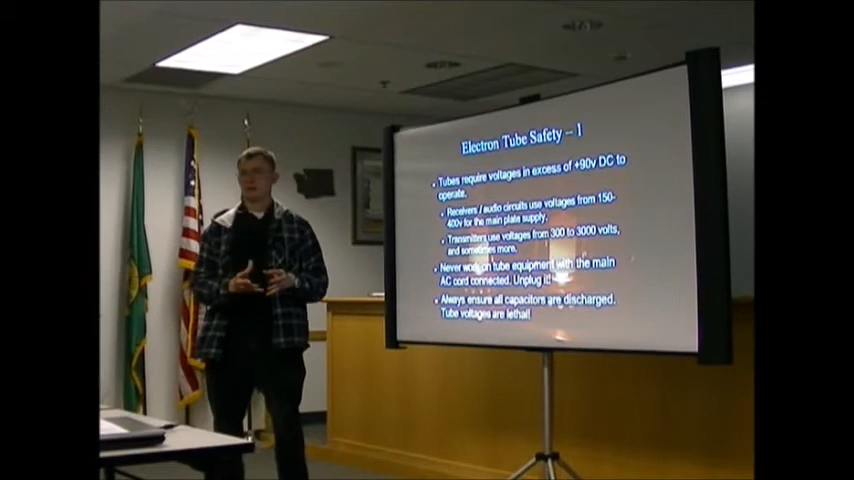 Electron Tube Safety – 1
Tubes require voltages in excess of +90v DC to
operate.
Receivers / audio circuits use voltages from 150-
400v for the main plate supply.
Transmitters use voltages from 300 to 3000 volts,
and sometimes more.
Never work on tube equipment with the main
AC cord connected. Unplug it!
Always ensure all capacitors are discharged.
Tube voltages are lethal!